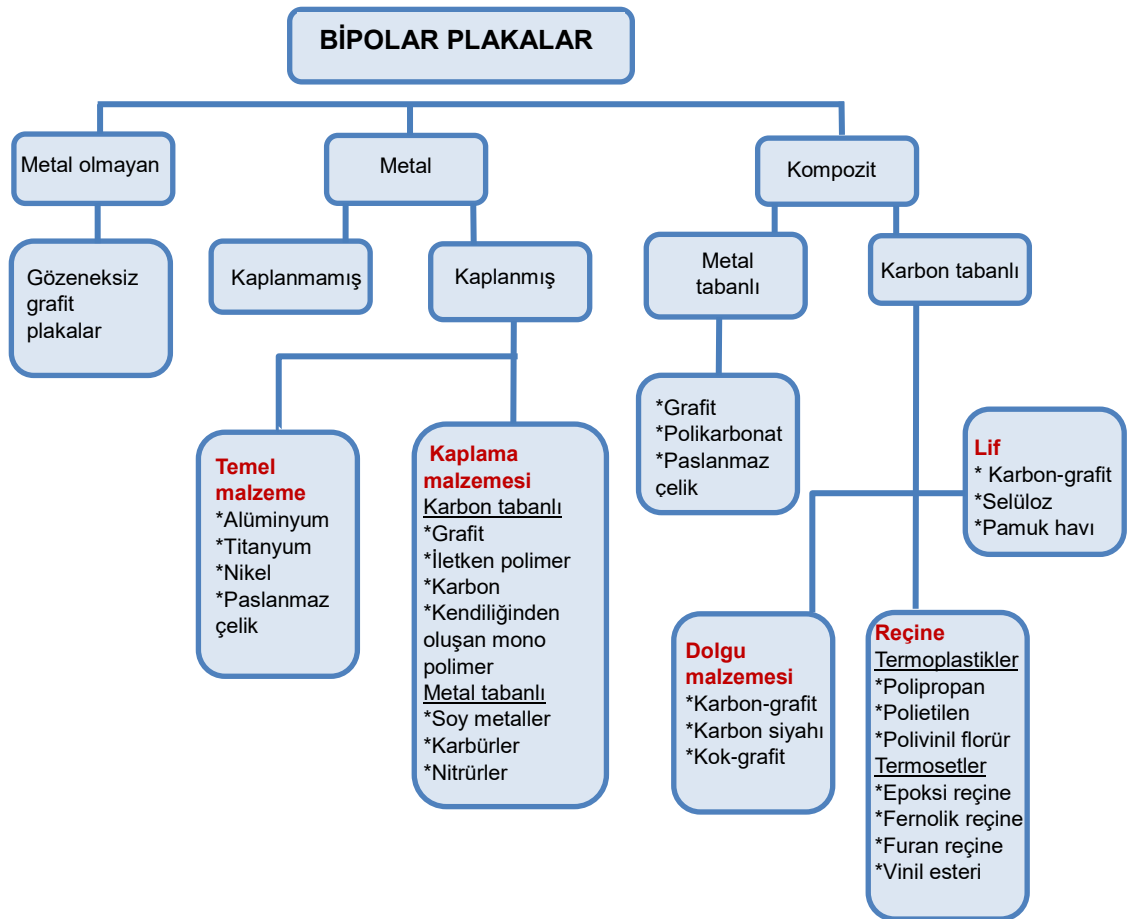 BİPOLAR PLAKALAR
Metal olmayan
Metal
Kompozit
Gözeneksiz
grafit
plakalar
Kaplanmamış
Kaplanmış
Metal
tabanlı
Karbon tabanlı
*Grafit
*Polikarbonat
*Paslanmaz
çelik
Lif
* Karbon-grafit
*Selüloz
*Pamuk havı
Temel
malzeme
*Alüminyum
*Titanyum
*Nikel
*Paslanmaz
çelik
Kaplama
malzemesi
Karbon tabanlı
*Grafit
*İletken polimer
*Karbon
*Kendiliğinden
oluşan mono
polimer
Metal tabanlı
*Soy metaller
*Karbürler
*Nitrürler
Dolgu
malzemesi
*Karbon-grafit
*Karbon siyahı
*Kok-grafit
Reçine
Termoplastikler
*Polipropan
*Polietilen
*Polivinil florür
Termosetler
*Epoksi reçine
*Fernolik reçine
*Furan reçine
*Vinil esteri